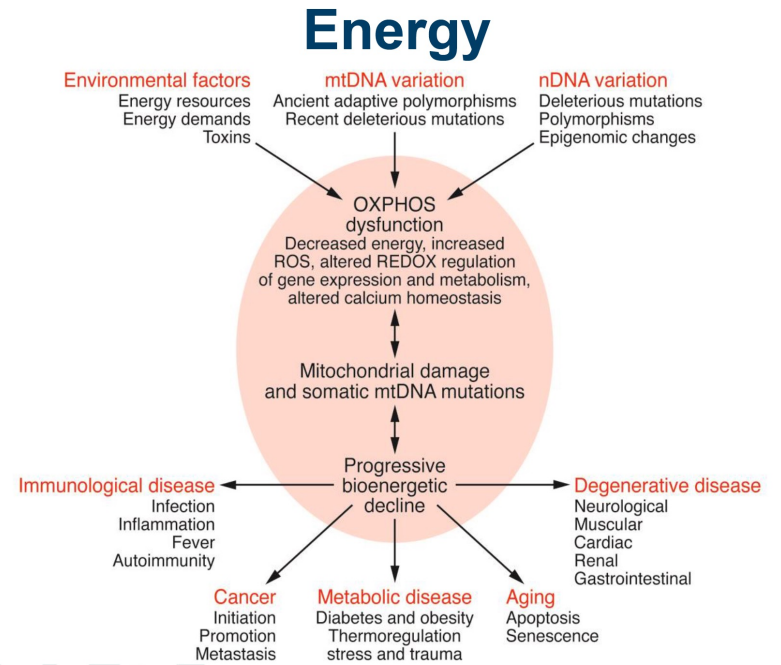 Energy
Environmental factors
Energy resources
Energy demands
Toxins
mtDNA variation
Ancient adaptive polymorphisms
Recent deleterious mutations
nDNA variation
Deleterious mutations
Polymorphisms
Epigenomic changes
OXPHOS
dysfunction
Decreased energy, increased
ROS, altered REDOX regulation
of gene expression and metabolism,
altered calcium homeostasis
Mitochondrial damage
and somatic mtDNA mutations
Progressive
bioenergetic
decline
Immunological disease
Infection
Inflammation
Fever
Autoimmunity
Degenerative disease
Neurological
Muscular
Cardiac
Renal
Gastrointestinal
Cancer
Initiation
Promotion
Metastasis
Metabolic disease
Diabetes and obesity
Thermoregulation
stress and trauma
Aging
Apoptosis
Senescence